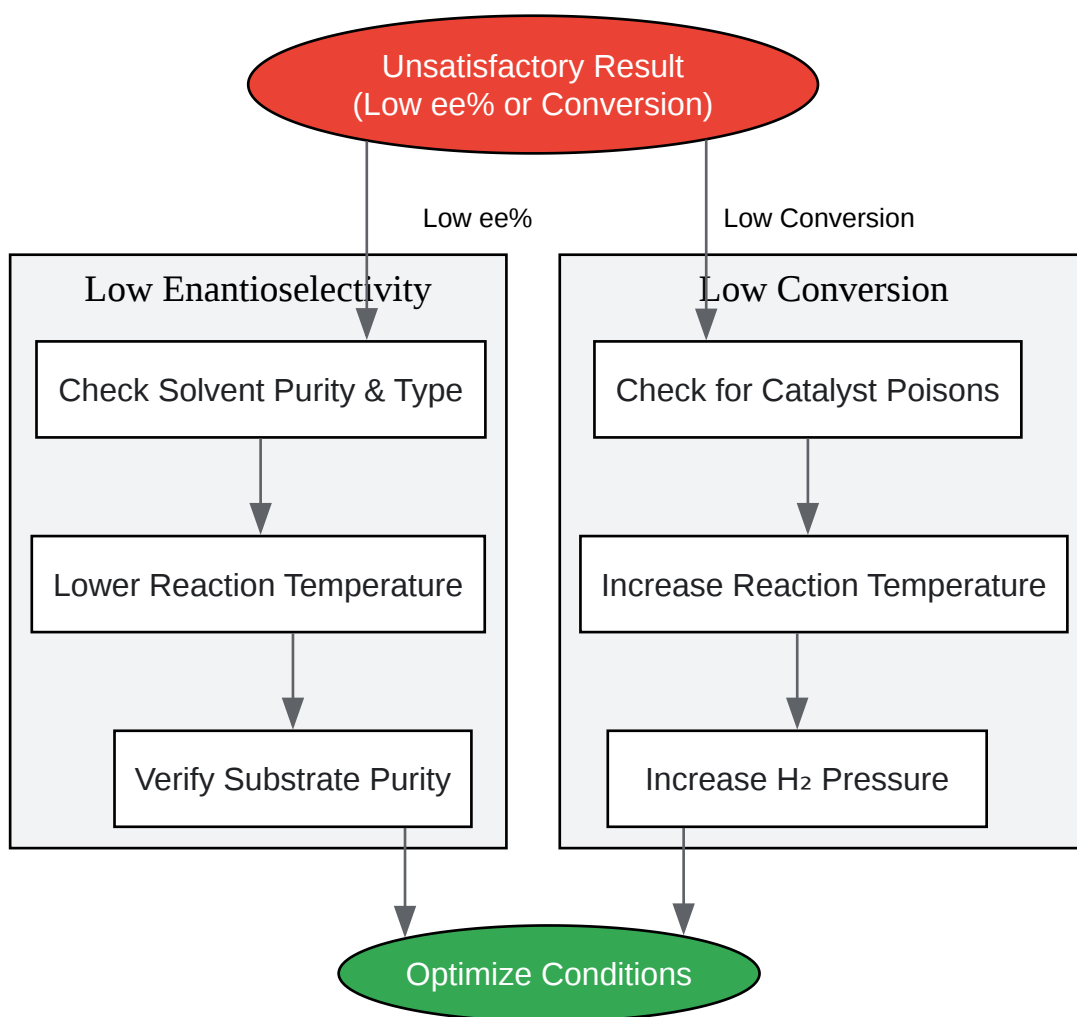 Unsatisfactory Result
(Low ee% or Conversion)
Low ee%
Low Conversion
Low Enantioselectivity
Low Conversion
Check Solvent Purity & Type
Check for Catalyst Poisons
Lower Reaction Temperature
Increase Reaction Temperature
Verify Substrate Purity
Increase H₂ Pressure
Optimize Conditions